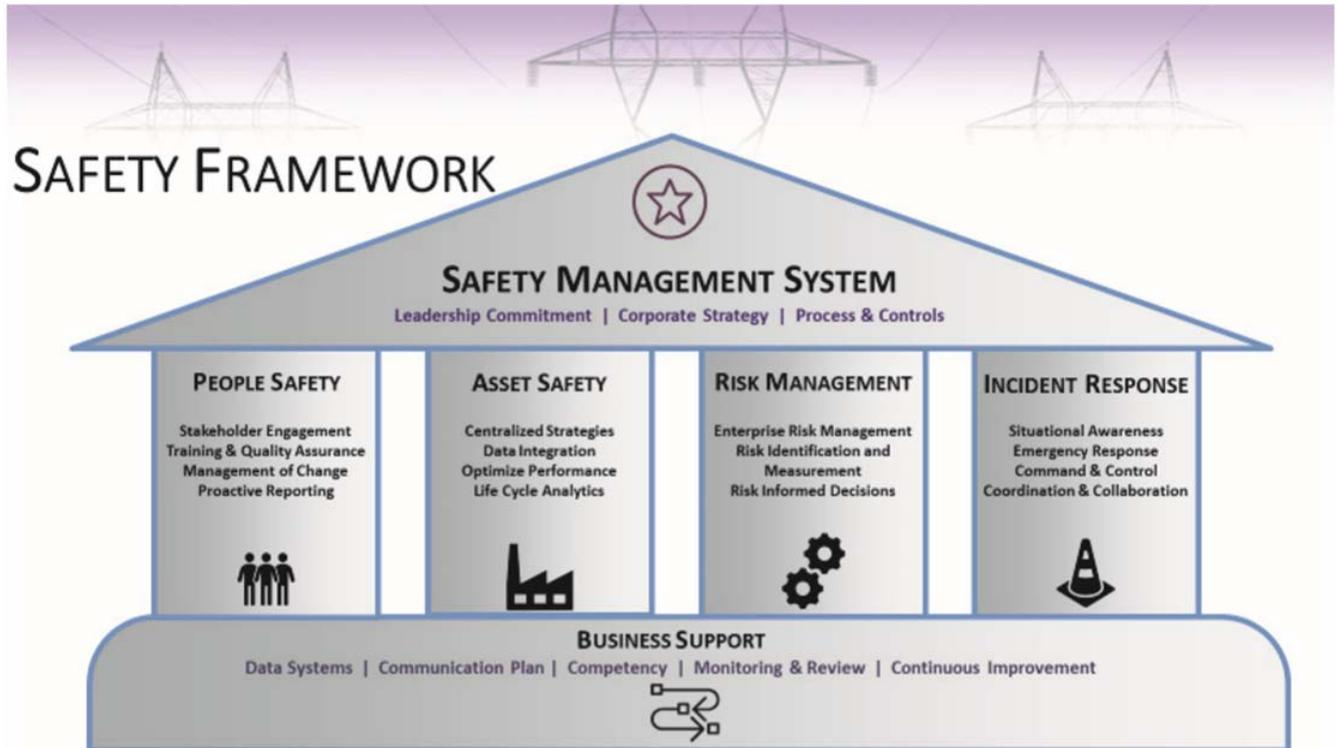 SAFETY FRAMEWORK
SAFETY MANAGEMENT SYSTEM
Leadership Commitment | Corporate Strategy | Process & Controls
PEOPLE SAFETY
Stakeholder Engagement
Training & Quality Assurance
Management of Change
Proactive Reporting
ASSET SAFETY
Centralized Strategies
Data Integration
Optimize Performance
Life Cycle Analytics
RISK MANAGEMENT
Enterprise Risk Management
Risk Identification and
Measurement
Risk Informed Decisions
INCIDENT RESPONSE
Situational Awareness
Emergency Response
Command & Control
Coordination & Collaboration
BUSINESS SUPPORT
Data Systems | Communication Plan | Competency | Monitoring & Review | Continuous Improvement